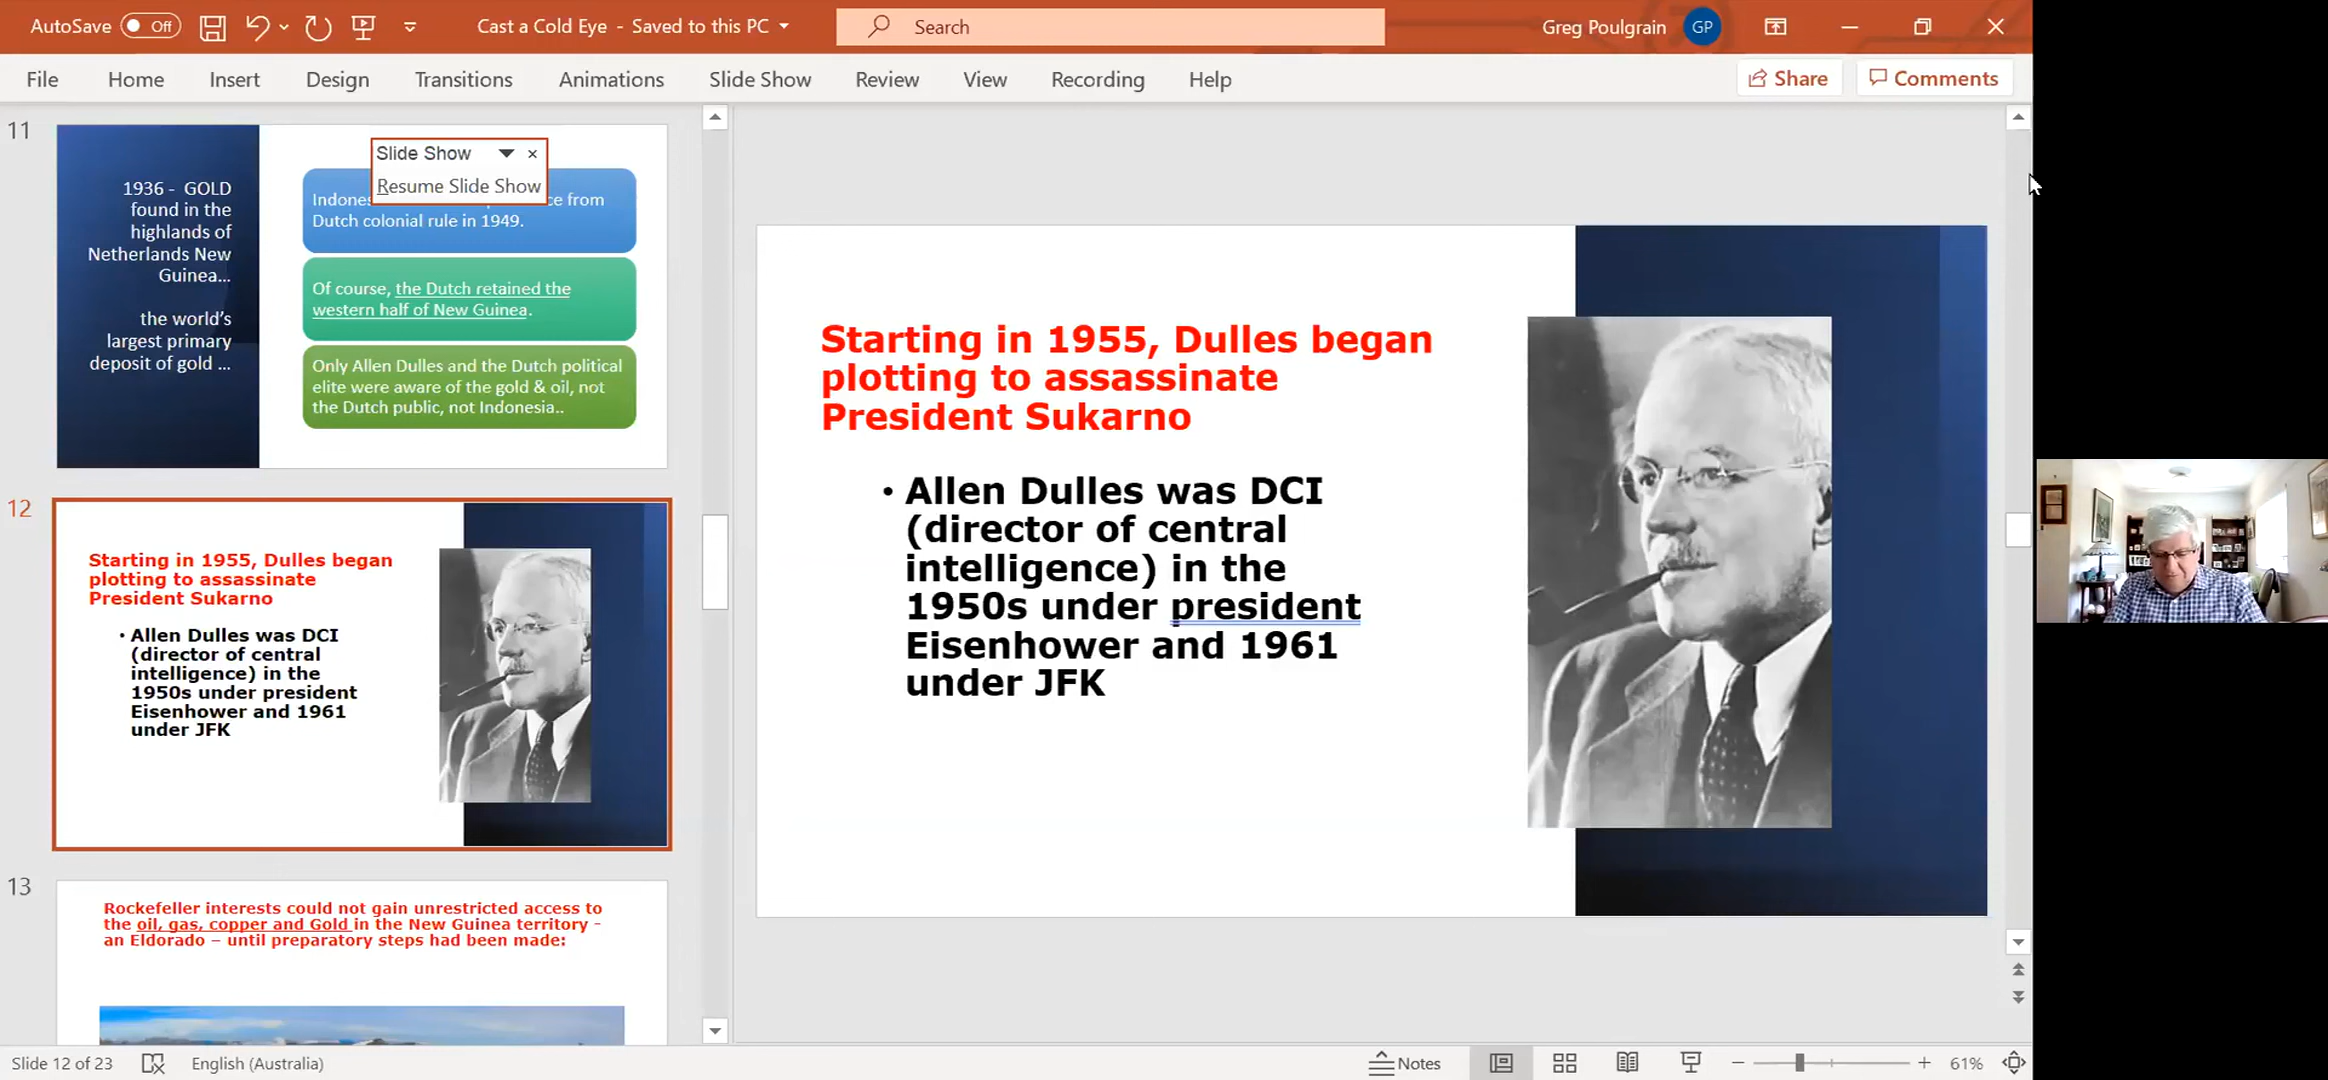 AutoSave Off
Cast a Cold Eye - Saved to this PC
Search
Greg Poulgrain GP
File Home Insert Design Transitions Animations Slide Show Review View Recording Help
Share Comments
11
1936 - GOLD
found in the
highlands of
Netherlands New
Guinea...
the world's
largest primary
deposit of gold ...
Slide Show
Resume Slide Show
ce from
Dutch colonial rule in 1949.
Of course, the Dutch retained the
western half of New Guinea.
Only Allen Dulles and the Dutch political
elite were aware of the gold & oil, not
the Dutch public, not Indonesia..
12
Starting in 1955, Dulles began
plotting to assassinate
President Sukarno
• Allen Dulles was DCI
(director of central
intelligence) in the
1950s under president
Eisenhower and 1961
under JFK
13
Rockefeller interests could not gain unrestricted access to
the oil, gas, copper and Gold in the New Guinea territory -
an Eldorado – until preparatory steps had been made:
Starting in 1955, Dulles began
plotting to assassinate
President Sukarno
• Allen Dulles was DCI
(director of central
intelligence) in the
1950s under president
Eisenhower and 1961
under JFK
Slide 12 of 23 English (Australia)
Notes
61%